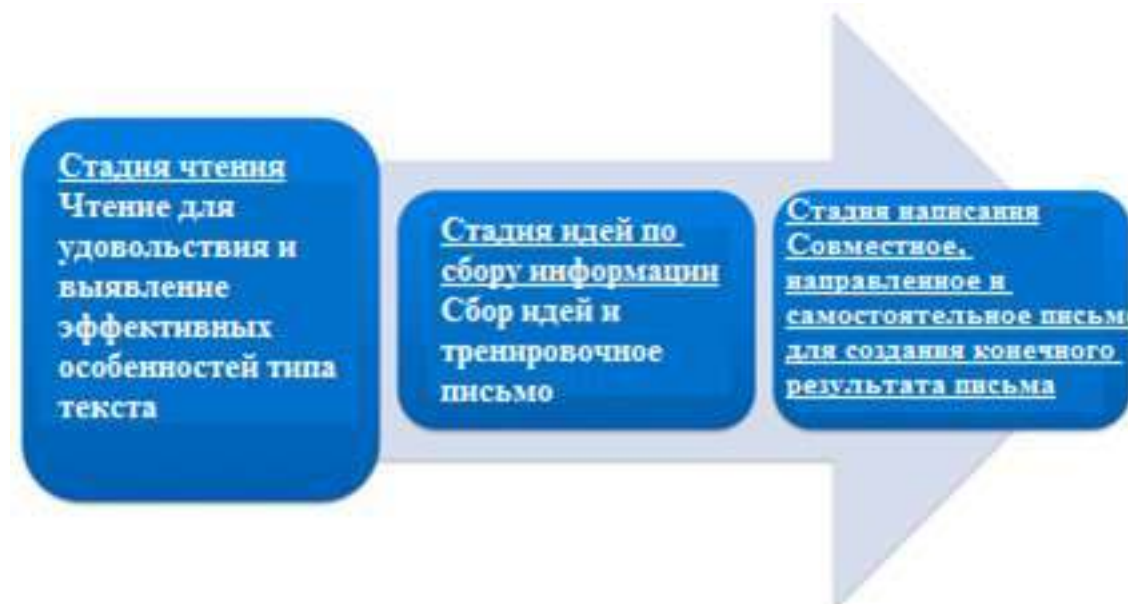 Стадия чтения
Чтение для
удовольствия и
выявление
эффективных
особенностей типа
текста
Стадия идей по
сбору информации
Сбор идей и
тренировочное
письмо
Стадия написания
Совместное,
направленное и
самостоятельное письмо
для создания конечного
результата письма